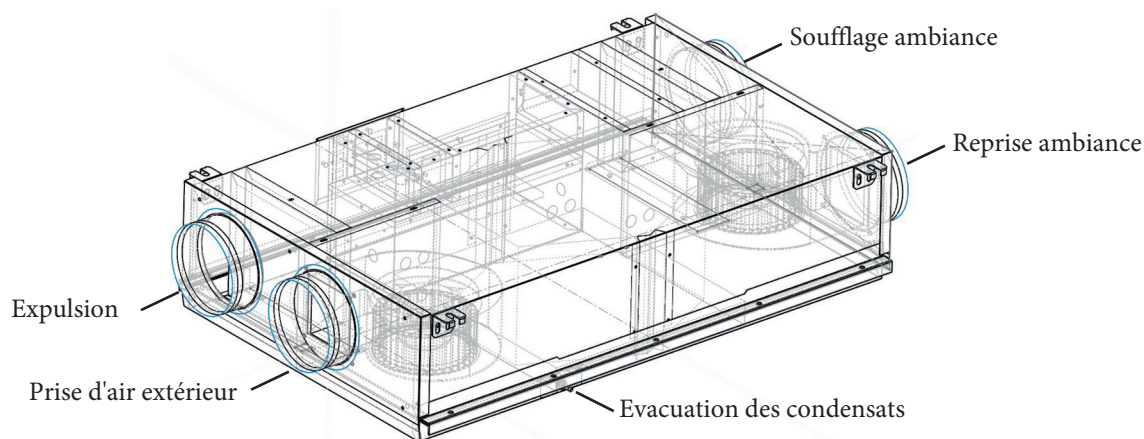 Soufflage ambiance
Reprise ambiance
Expulsion
Prise d'air extérieur
Evacuation des condensats